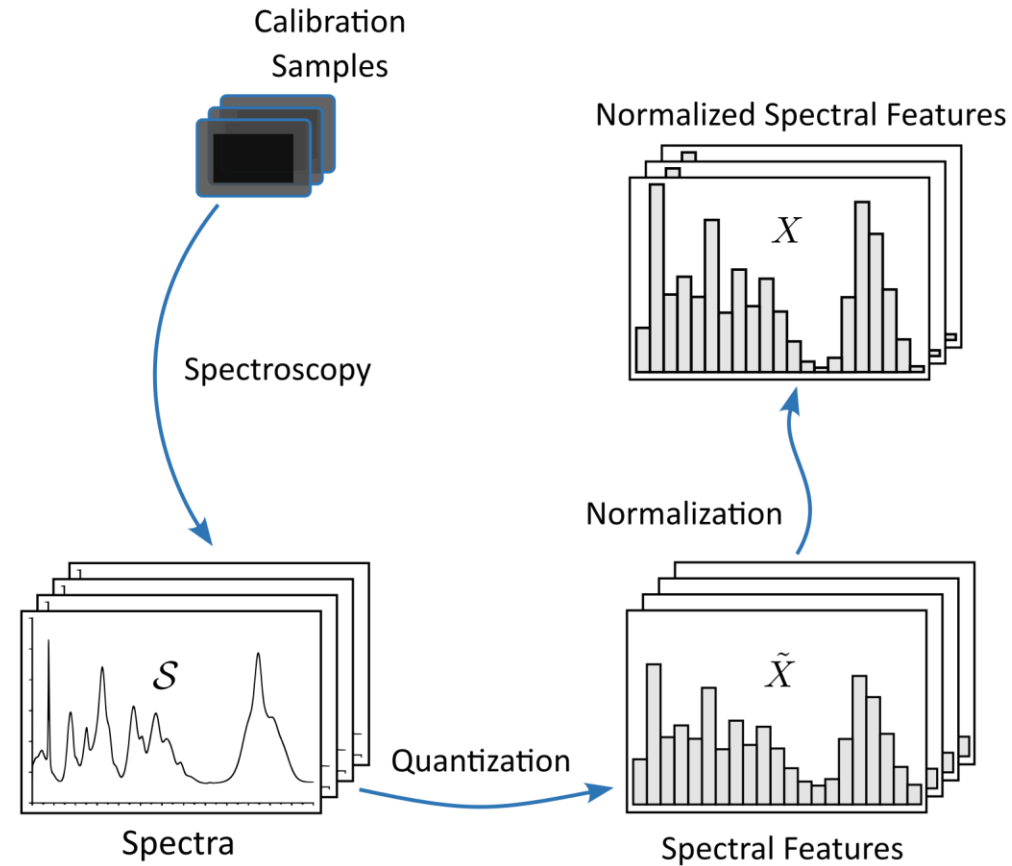 Calibration
Samples
Normalized Spectral Features
X
Spectroscopy
Normalization
S
X̃
Quantization
Spectra
Spectral Features